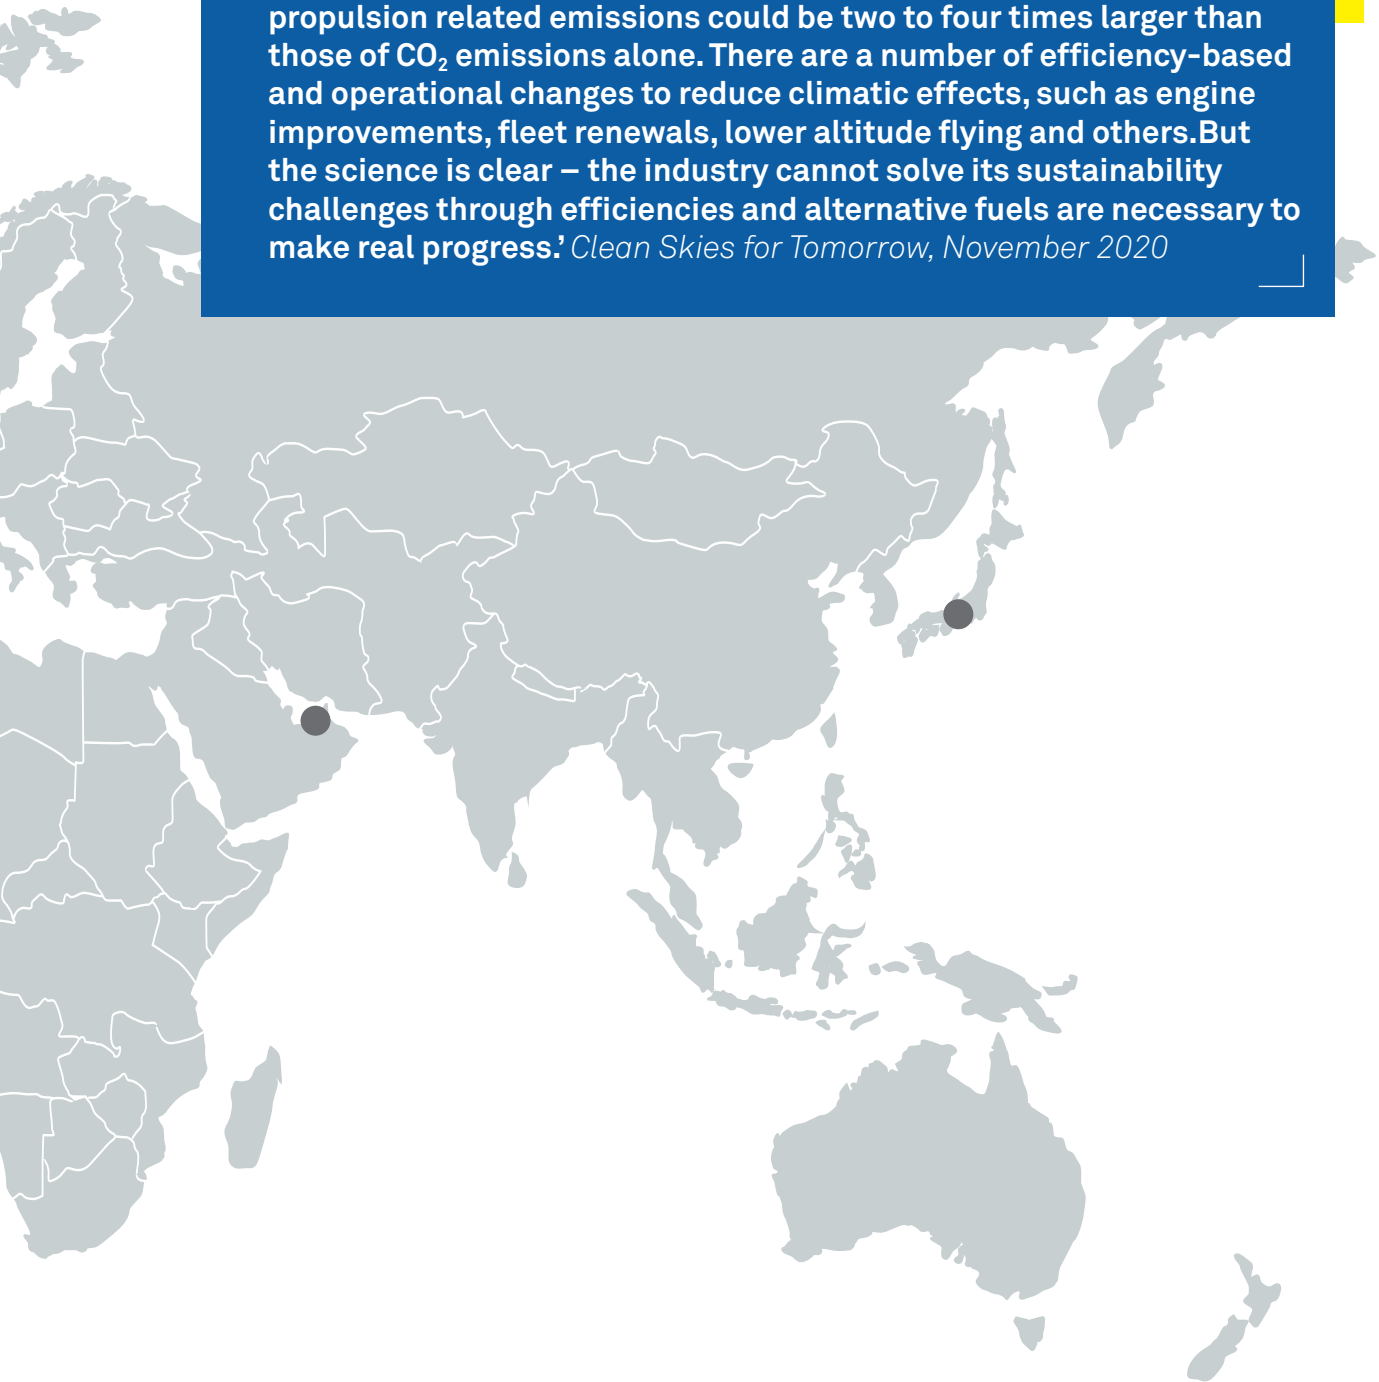 propulsion related emissions could be two to four times larger than
those of CO₂ emissions alone. There are a number of efficiency-based
and operational changes to reduce climatic effects, such as engine
improvements, fleet renewals, lower altitude flying and others.But
the science is clear – the industry cannot solve its sustainability
challenges through efficiencies and alternative fuels are necessary to
make real progress.’ Clean Skies for Tomorrow, November 2020